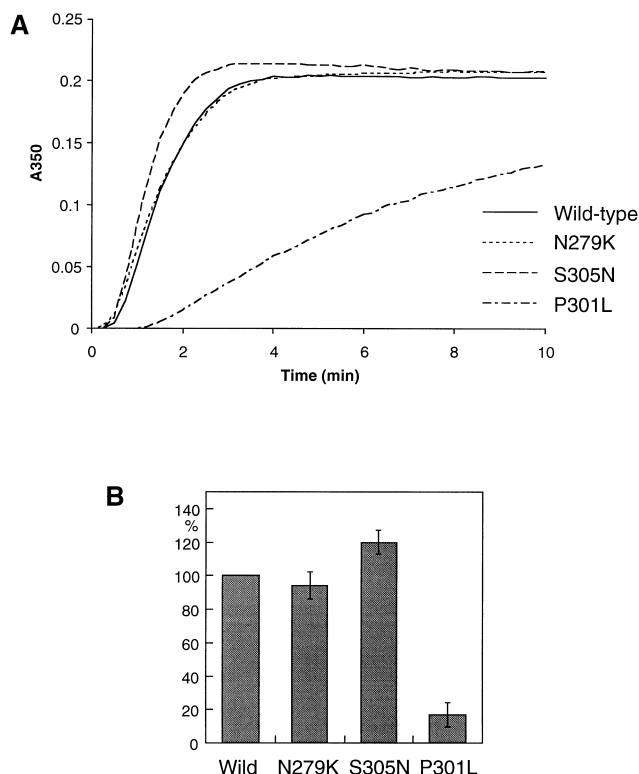 A
0.25
0.2
0.15
0.1
0.05
0
A350
0 2 4 6 8 10
Time (min)
Wild-type
N279K
S305N
P301L
B
140
%
120
100
80
60
40
20
0
Wild N279K S305N P301L